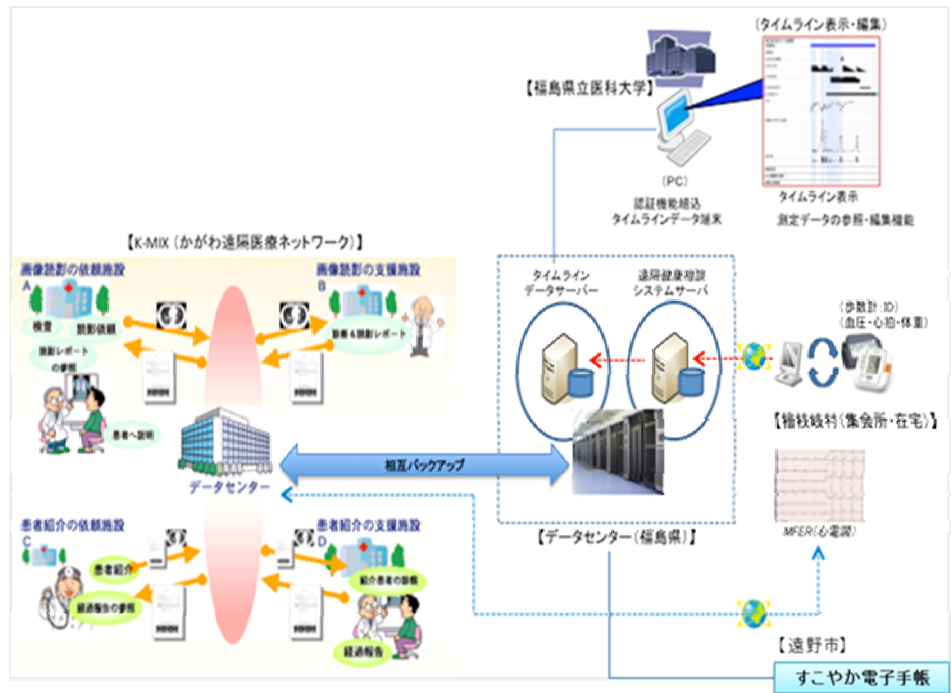 (タイムライン表示・編集)
【福島県立医科大学】
(PC)
認証機能組込
タイムラインデータ端末
タイムライン表示
測定データの参照・編集機能
【K-MIX(かがわ遠隔医療ネットワーク)】
画像読影の依頼施設
A
検査
読影依頼
読影レポート
の参照
患者へ説明
画像読影の支援施設
B
診断&読影レポート
データセンター
相互バックアップ
患者紹介の依頼施設
C
患者紹介
経過報告の参照
患者紹介の支援施設
D
紹介患者の診察
経過報告
タイムライン
データサーバー
遠隔健康相談
システムサーバ
【データセンター(福島県)】
(歩数計:ID)
(血圧・心拍・体重)
【檜枝岐村(集会所・在宅)】
MFER(心電図)
【遠野市】
すこやか電子手帳